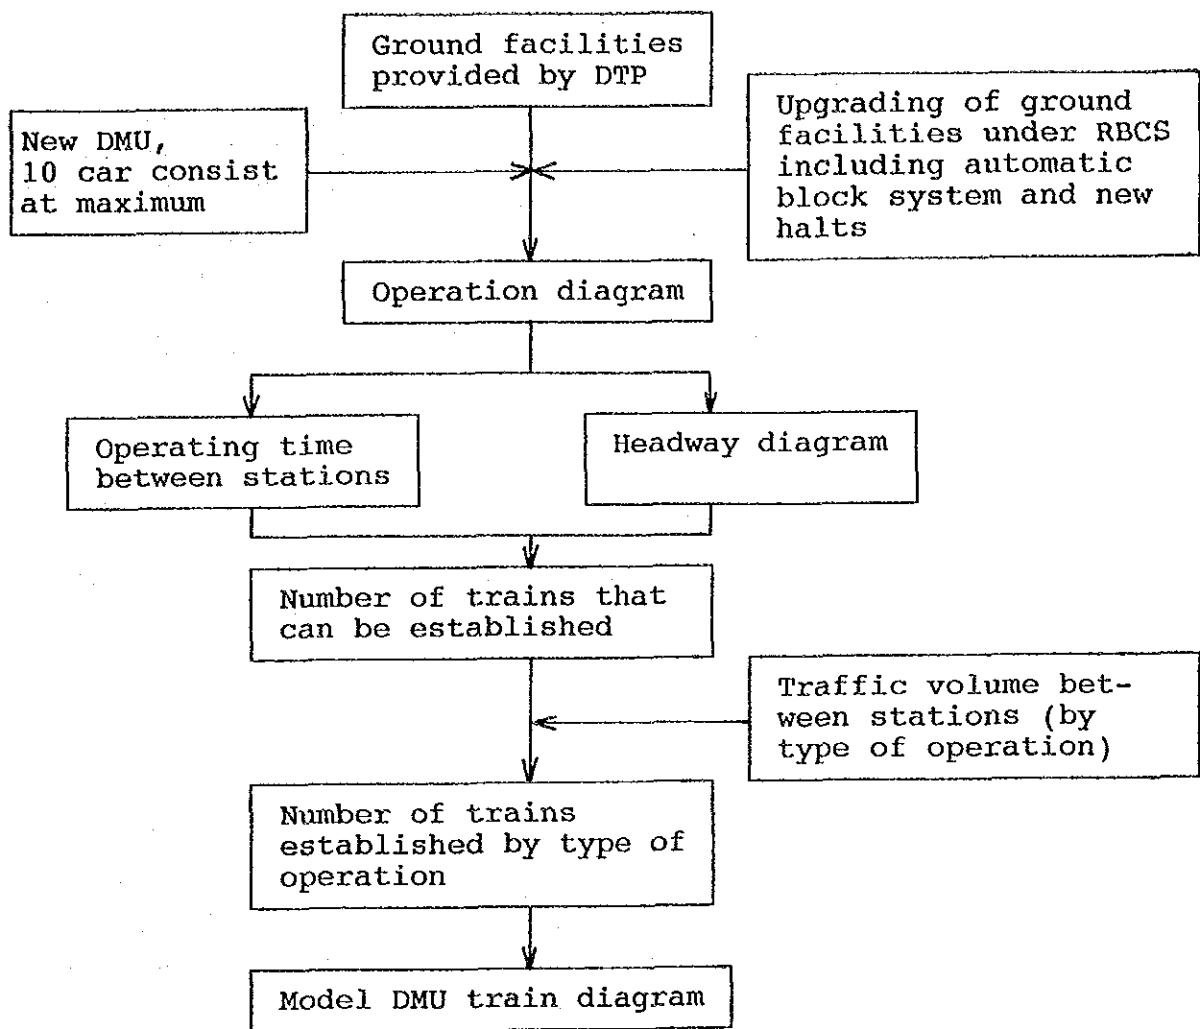 Ground facilities
provided by DTP
New DMU,
10 car consist
at maximum
Upgrading of ground
facilities under RBCS
including automatic
block system and new
halts
Operation diagram
Operating time
between stations
Headway diagram
Number of trains that
can be established
Traffic volume bet-
ween stations (by
type of operation)
Number of trains
established by type of
operation
Model DMU train diagram